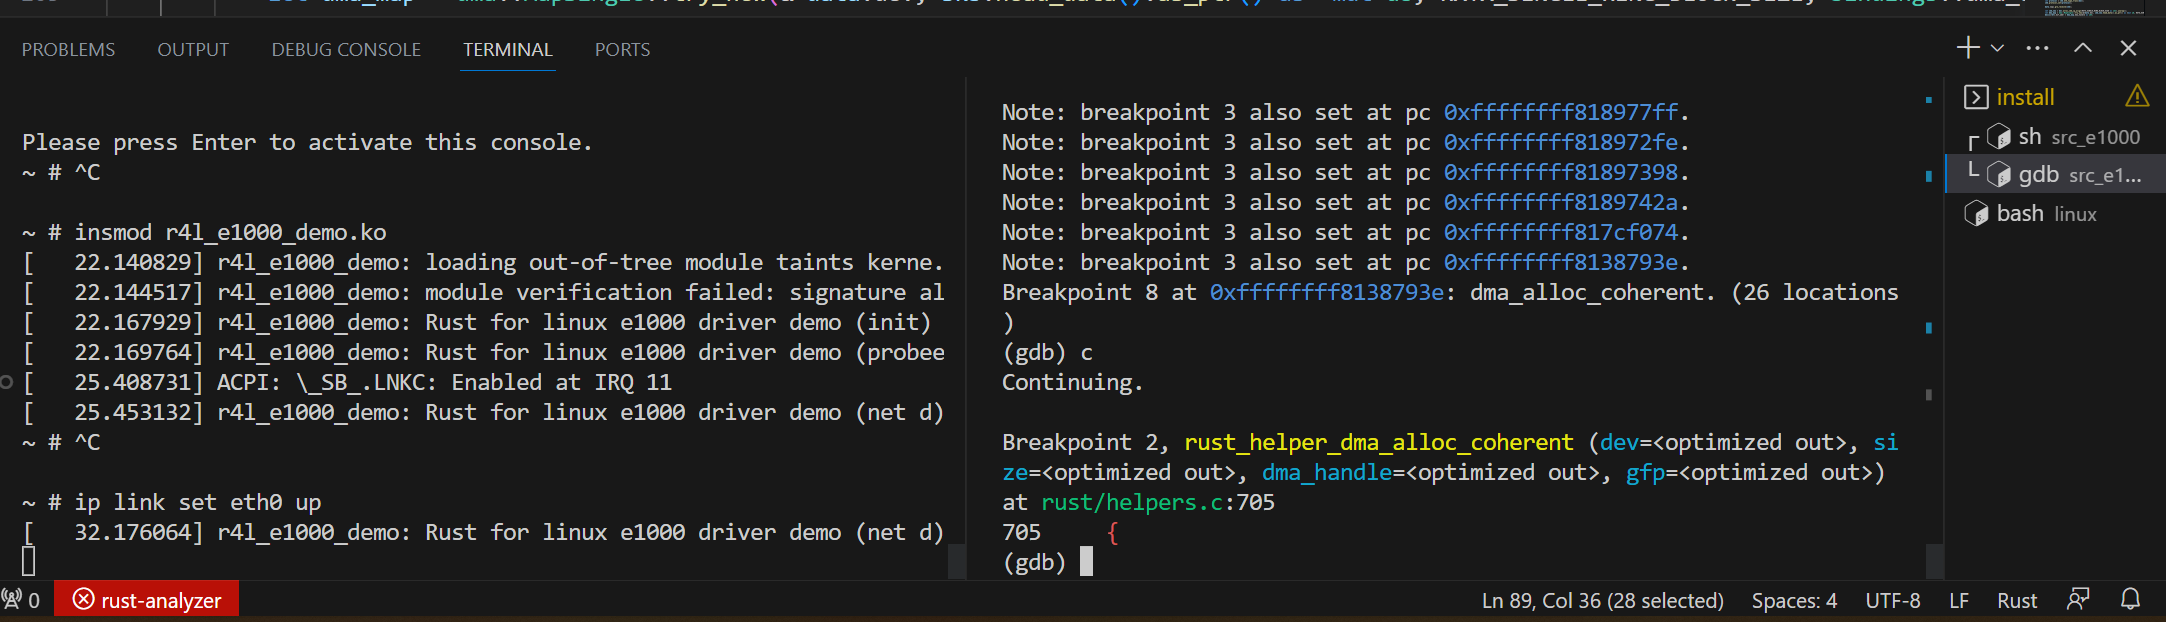 PROBLEMS OUTPUT DEBUG CONSOLE TERMINAL PORTS
Please press Enter to activate this console.
~ # ^C
~ # insmod r4l_e1000_demo.ko
[   22.140829] r4l_e1000_demo: loading out-of-tree module taints kerne.
[   22.144517] r4l_e1000_demo: module verification failed: signature al
[   22.167929] r4l_e1000_demo: Rust for linux e1000 driver demo (init)
[   22.169764] r4l_e1000_demo: Rust for linux e1000 driver demo (probee
[   25.408731] ACPI: \_SB_.LNKC: Enabled at IRQ 11
[   25.453132] r4l_e1000_demo: Rust for linux e1000 driver demo (net d)
~ # ^C
~ # ip link set eth0 up
[   32.176064] r4l_e1000_demo: Rust for linux e1000 driver demo (net d)
Note: breakpoint 3 also set at pc 0xffffffff818977ff.
Note: breakpoint 3 also set at pc 0xffffffff818972fe.
Note: breakpoint 3 also set at pc 0xffffffff81897398.
Note: breakpoint 3 also set at pc 0xffffffff8189742a.
Note: breakpoint 3 also set at pc 0xffffffff817cf074.
Note: breakpoint 3 also set at pc 0xffffffff8138793e.
Breakpoint 8 at 0xffffffff8138793e: dma_alloc_coherent. (26 locations
)
(gdb) c
Continuing.
Breakpoint 2, rust_helper_dma_alloc_coherent (dev=<optimized out>, si
ze=<optimized out>, dma_handle=<optimized out>, gfp=<optimized out>)
at rust/helpers.c:705
705     {
(gdb)
install
sh src_e1000
gdb src_e1...
bash linux
0 rust-analyzer
Ln 89, Col 36 (28 selected) Spaces: 4 UTF-8 LF Rust